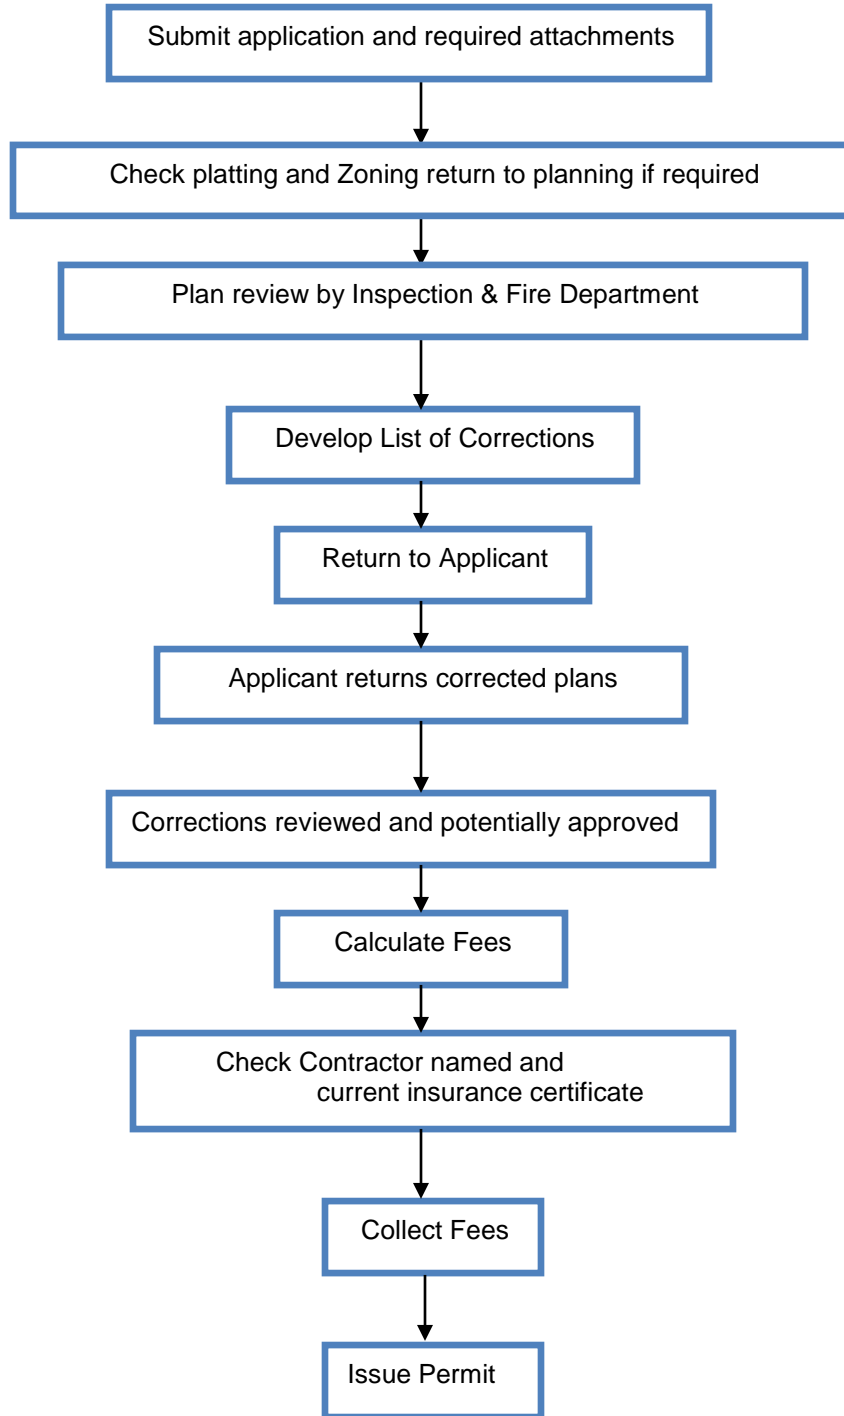 Submit application and required attachments
Check platting and Zoning return to planning if required
Plan review by Inspection & Fire Department
Develop List of Corrections
Return to Applicant
Applicant returns corrected plans
Corrections reviewed and potentially approved
Calculate Fees
Check Contractor named and
current insurance certificate
Collect Fees
Issue Permit